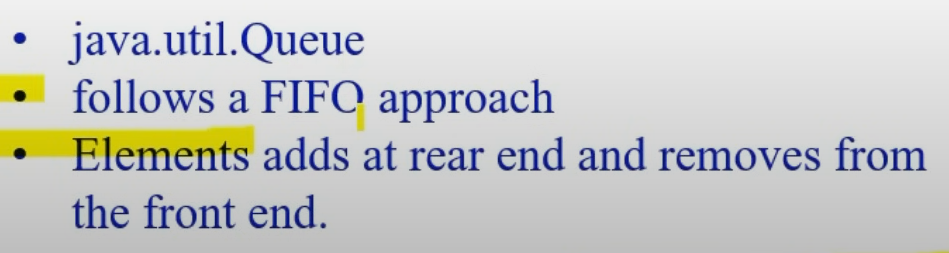 • java.util.Queue
• follows a FIFO approach
• Elements adds at rear end and removes from
the front end.